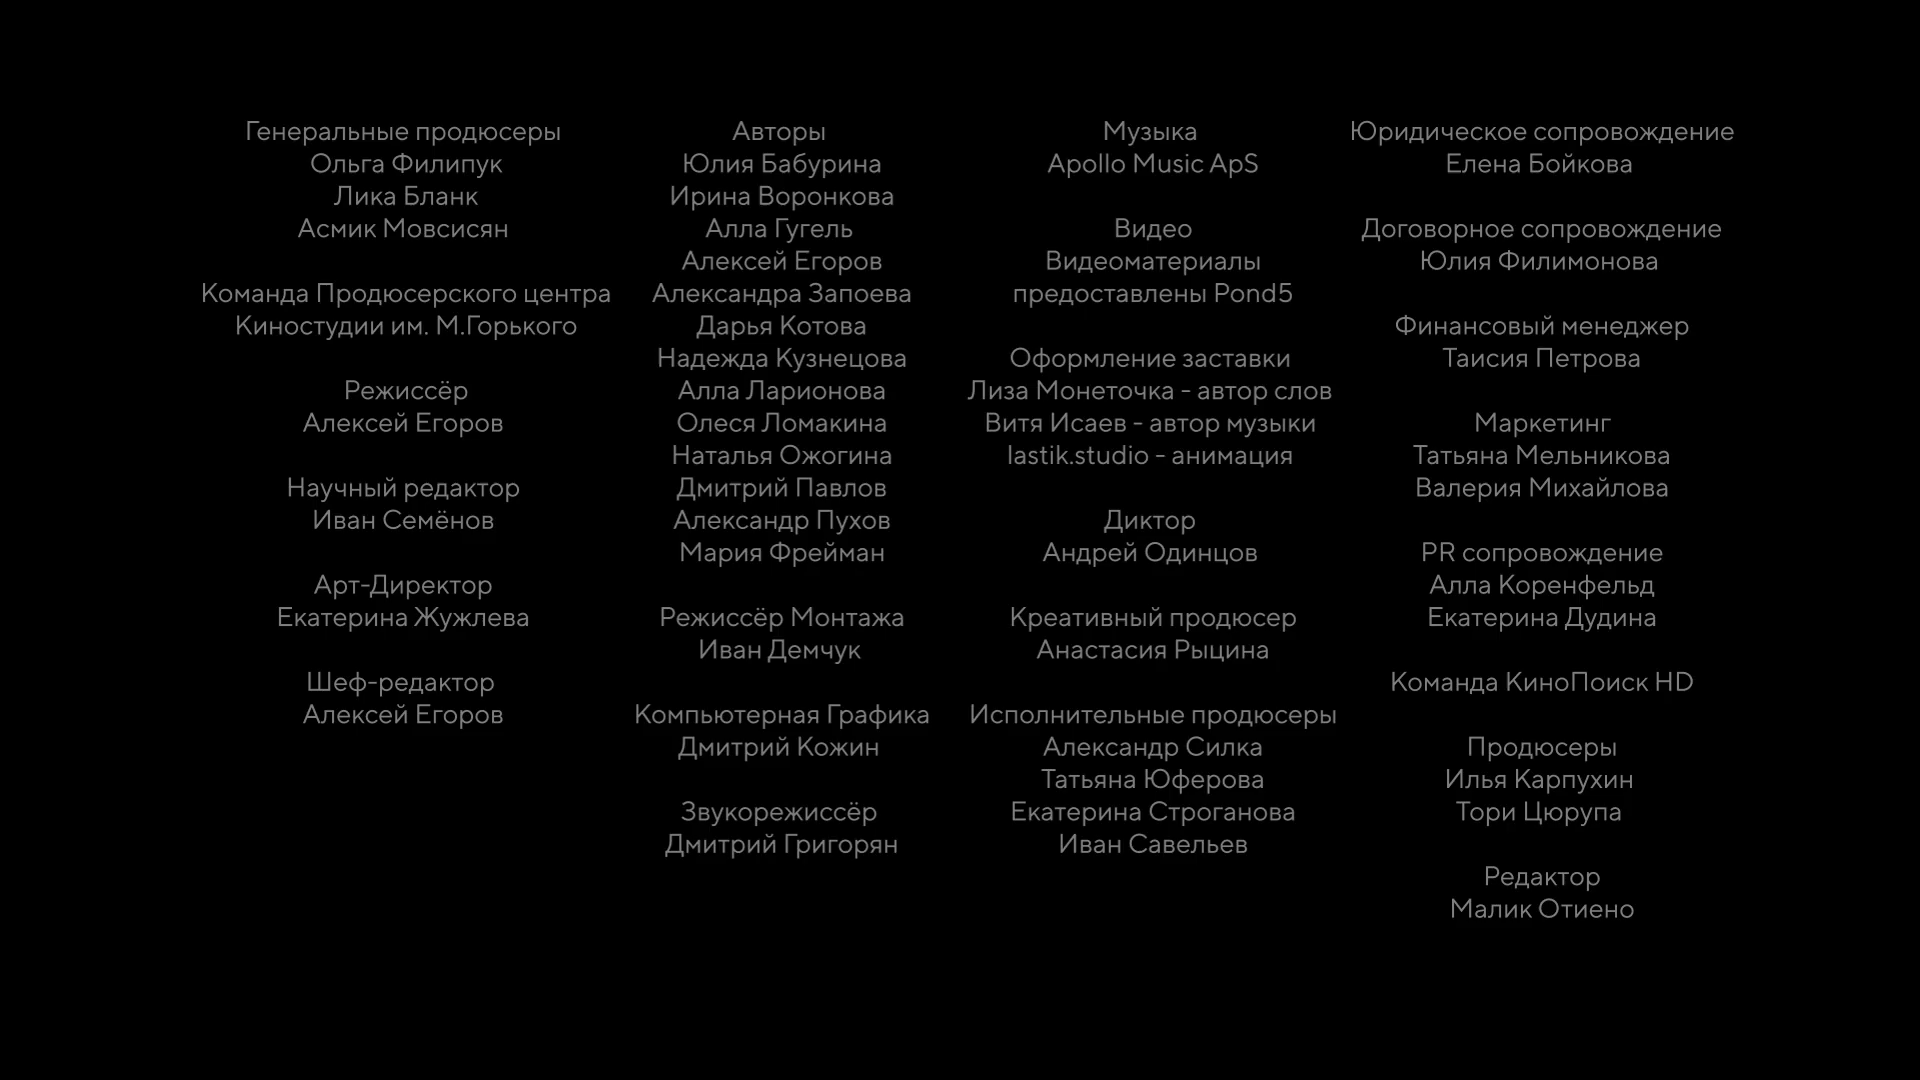 Генеральные продюсеры
Ольга Филипук
Лика Бланк
Асмик Мовсисян
Команда Продюсерского центра
Киностудии им. М.Горького
Режиссёр
Алексей Егоров
Научный редактор
Иван Семёнов
Арт-Директор
Екатерина Жужлева
Шеф-редактор
Алексей Егоров
Авторы
Юлия Бабурина
Ирина Воронкова
Алла Гугель
Алексей Егоров
Александра Запоева
Дарья Котова
Надежда Кузнецова
Алла Ларионова
Олеся Ломакина
Наталья Ожогина
Дмитрий Павлов
Александр Пухов
Мария Фрейман
Режиссёр Монтажа
Иван Демчук
Компьютерная Графика
Дмитрий Кожин
Звукорежиссёр
Дмитрий Григорян
Музыка
Apollo Music ApS
Видео
Видеоматериалы
предоставлены Pond5
Оформление заставки
Лиза Монеточка - автор слов
Витя Исаев - автор музыки
lastik.studio - анимация
Диктор
Андрей Одинцов
Креативный продюсер
Анастасия Рыцина
Исполнительные продюсеры
Александр Силка
Татьяна Юферова
Екатерина Строганова
Иван Савельев
Юридическое сопровождение
Елена Бойкова
Договорное сопровождение
Юлия Филимонова
Финансовый менеджер
Таисия Петрова
Маркетинг
Татьяна Мельникова
Валерия Михайлова
PR сопровождение
Алла Коренфельд
Екатерина Дудина
Команда КиноПоиск HD
Продюсеры
Илья Карпухин
Тори Цюрупа
Редактор
Малик Отиено